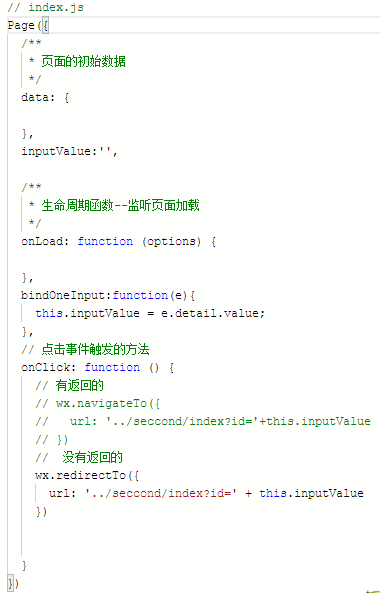 // index.js
Page({
/**
* 页面的初始数据
*/
data: {
},
inputValue:'',
/**
* 生命周期函数--监听页面加载
*/
onLoad: function (options) {
},
bindOneInput:function(e){
this.inputValue = e.detail.value;
},
// 点击事件触发的方法
onClick: function () {
// 有返回的
// wx.navigateTo({
//   url: '../seccond/index?id='+this.inputValue
// })
//  没有返回的
wx.redirectTo({
url: '../seccond/index?id=' + this.inputValue
})
}
})